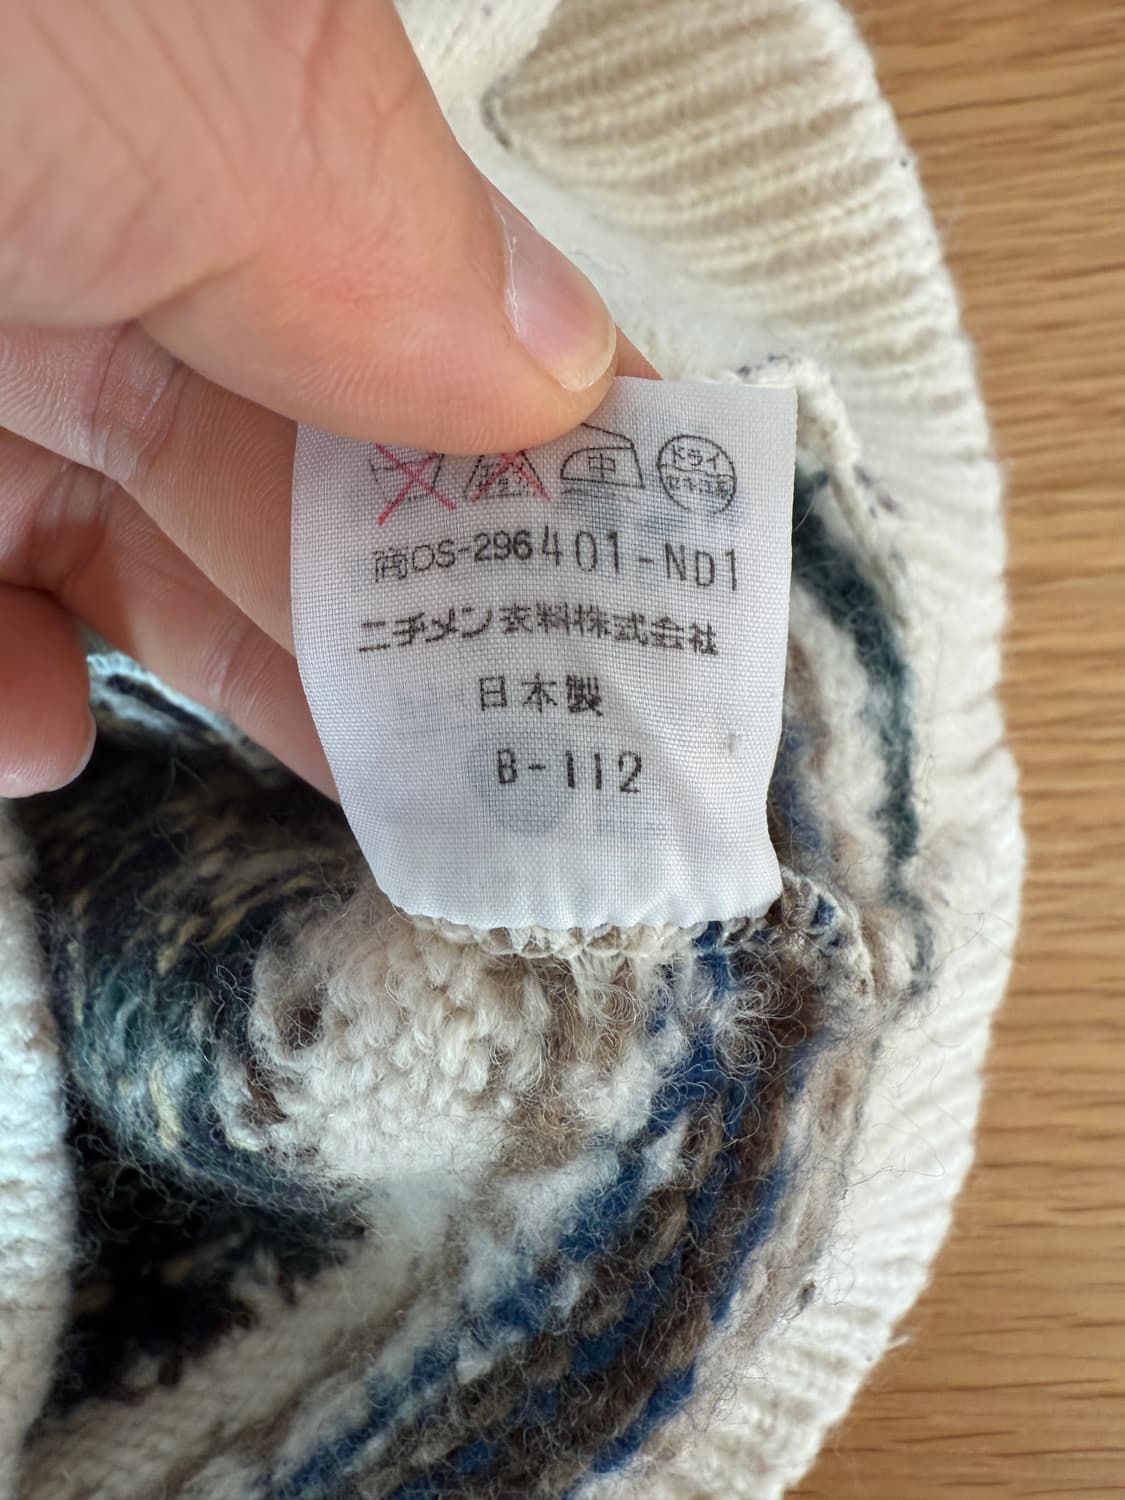 中 ドライ
商OS-296401-ND1
ニチメン衣料株式会社
日本製
B-112